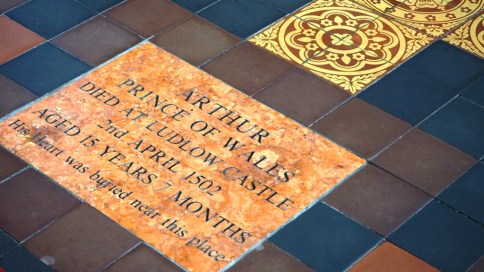 ARTHUR
PRINCE OF WALES
DIED AT LUDLOW CASTLE
2nd APRIL 1502
AGED 15 YEARS 7 MONTHS
His heart was buried near this place